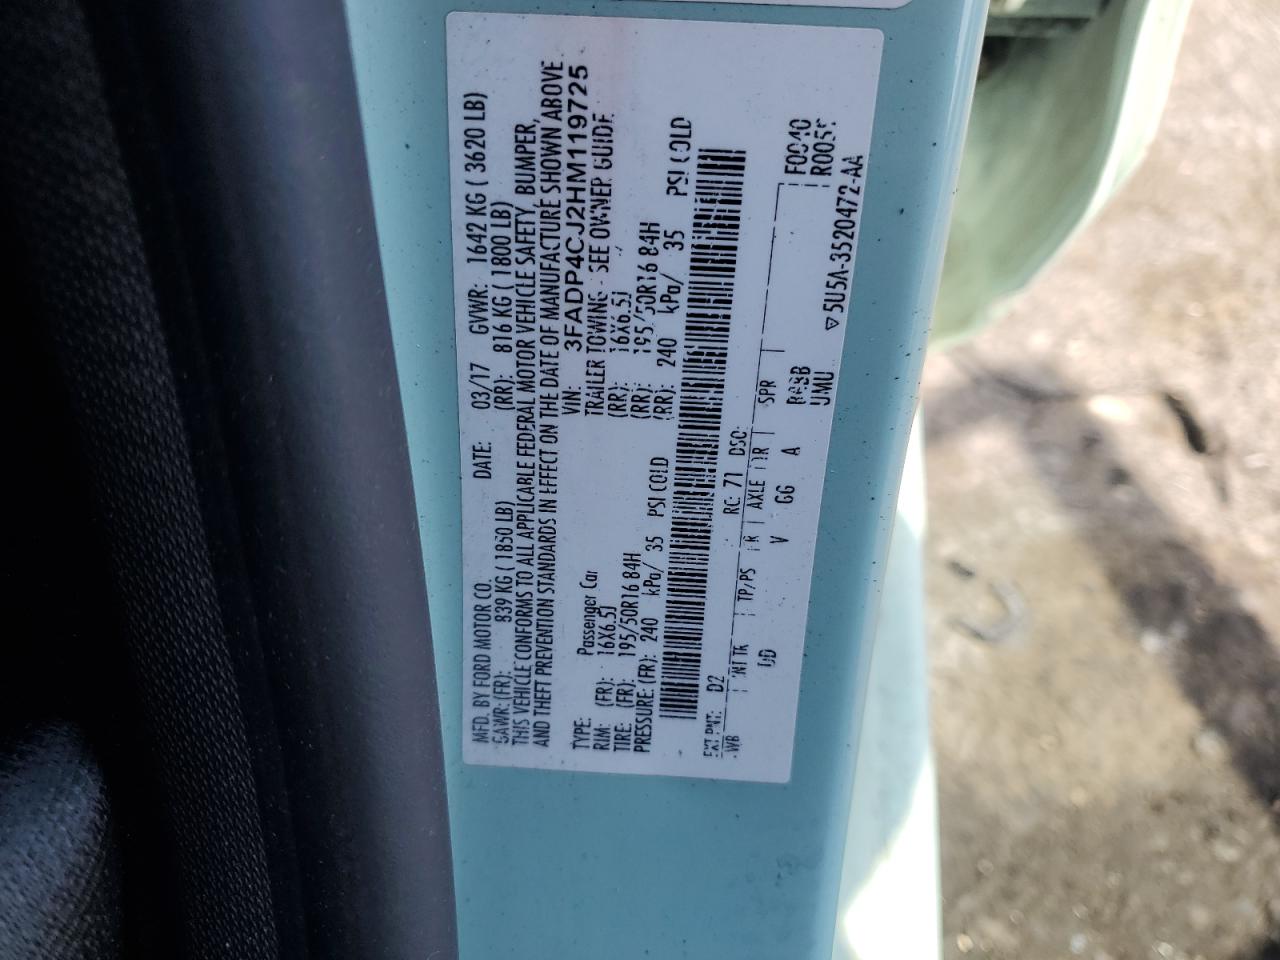 MFD. BY FORD MOTOR CO. DATE: 03/17 GVWR: 1642 KG ( 3620 LB)
GAWR: (FR): 839 KG ( 1850 LB) (RR): 816 KG ( 1800 LB)
THIS VEHICLE CONFORMS TO ALL APPLICABLE FEDERAL MOTOR VEHICLE SAFETY, BUMPER,
AND THEFT PREVENTION STANDARDS IN EFFECT ON THE DATE OF MANUFACTURE SHOWN ABOVE
VIN: 3FADP4CJ2HM119725
TYPE: Passenger Car TRAILER TOWING - SEE OWNER GUIDE
RIM: (FR): 16X6.5J (RR): 16X6.5J
TIRE: (FR): 195/50R16 84H (RR): 195/50R16 84H
PRESSURE: (FR): 240 kPa/ 35 PSI COLD (RR): 240 kPa/ 35 PSI COLD
EXT PNT: D2 RC: 71 DSO:
WB INT TR TP/PS R AXLE TR SPR F0040
DD V GG A UMU
▽5U5A-3520472-AA